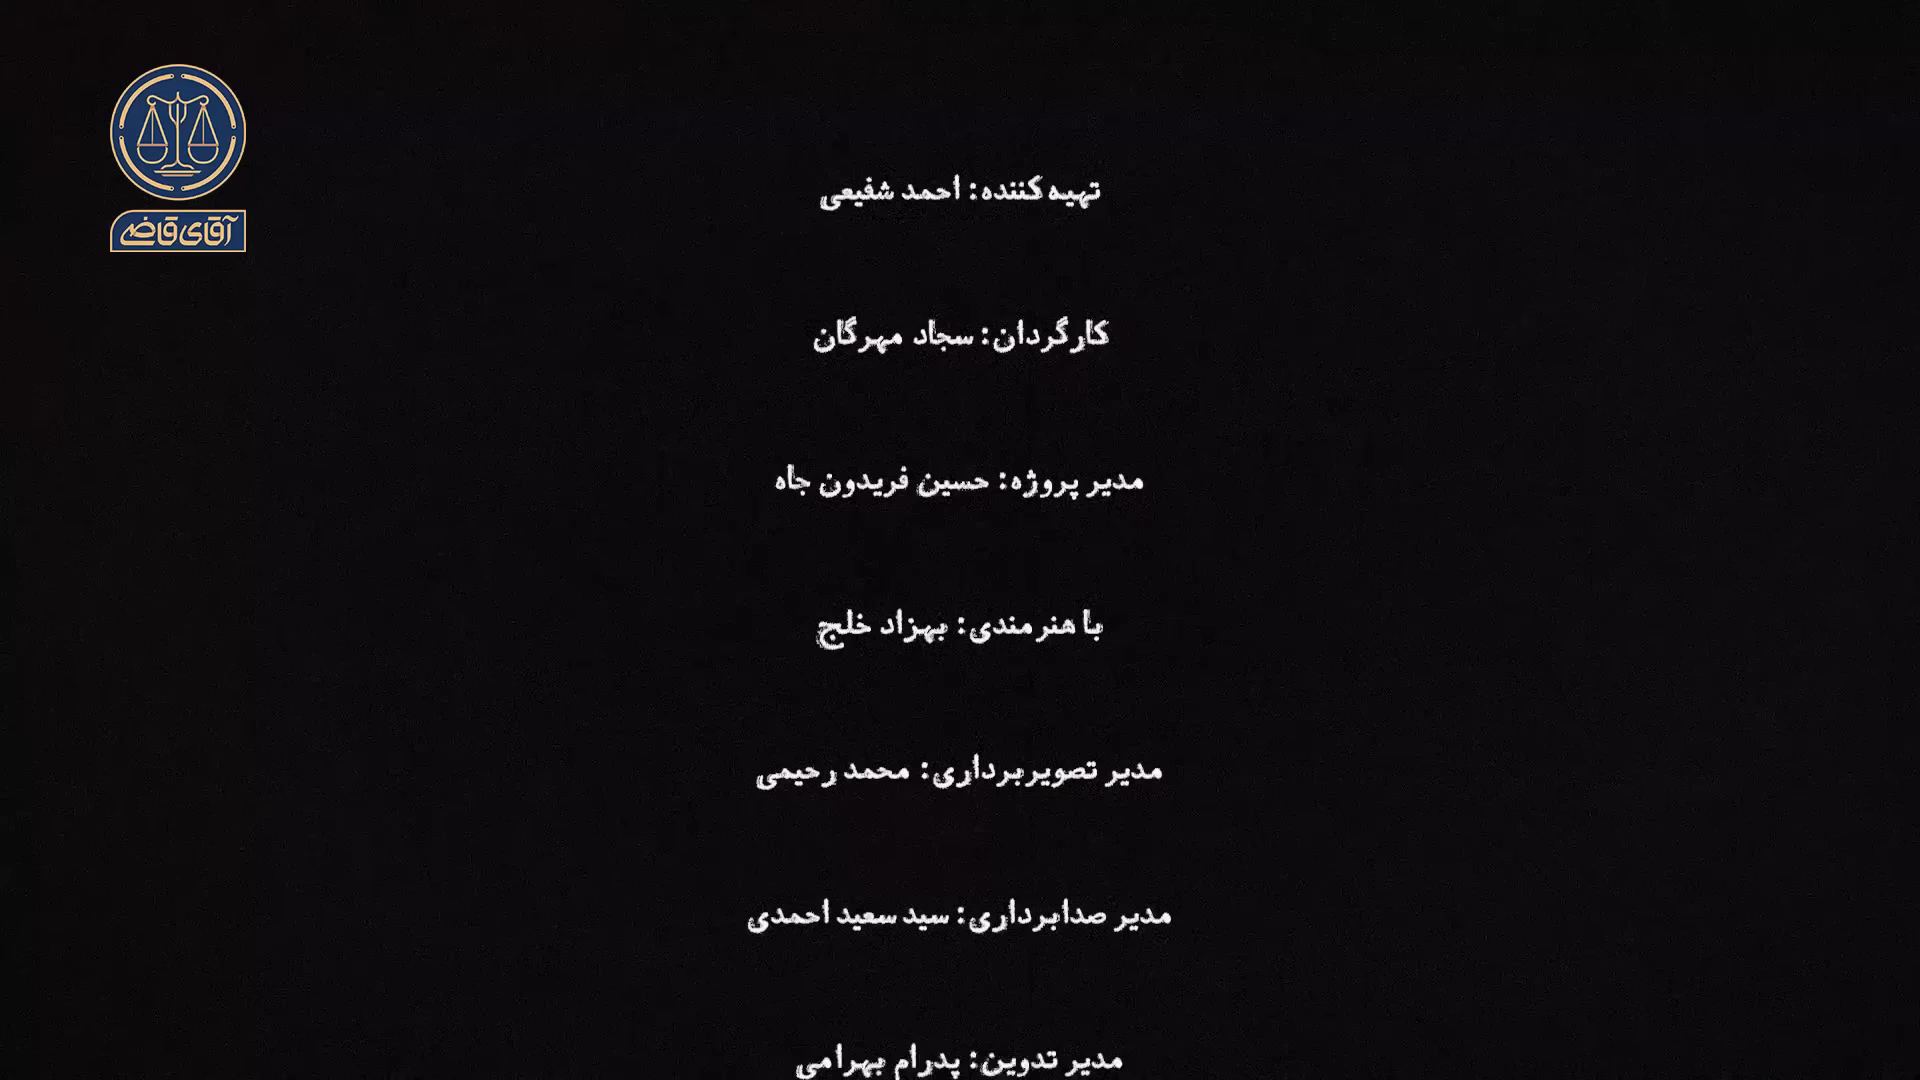 آقای قاضی
تهیه کننده: احمد شفیعی
کارگردان: سجاد مهرگان
مدیر پروژه: حسین فریدون جاه
با هنرمندی: بهزاد خلج
مدیر تصویربرداری: محمد رحیمی
مدیر صدابرداری: سید سعید احمدی
مدیر تدوین: پدرام بهرامی